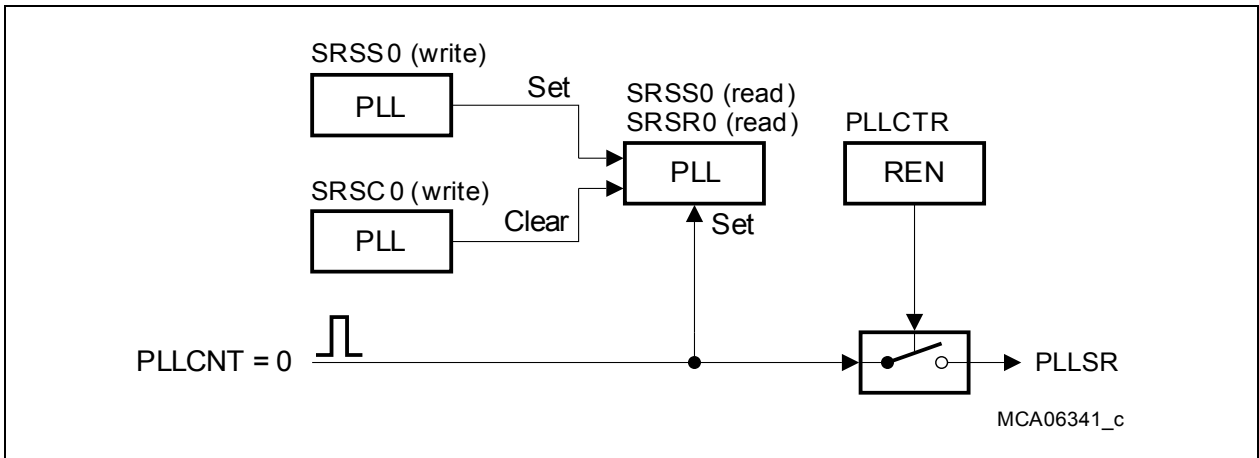 SRSS0 (write)
PLL
Set
SRSS0 (read)
SRSR0 (read)
PLL
PLLCTR
REN
SRSC0 (write)
PLL
Clear
Set
PLLCNT = 0
PLLSR
MCA06341_c